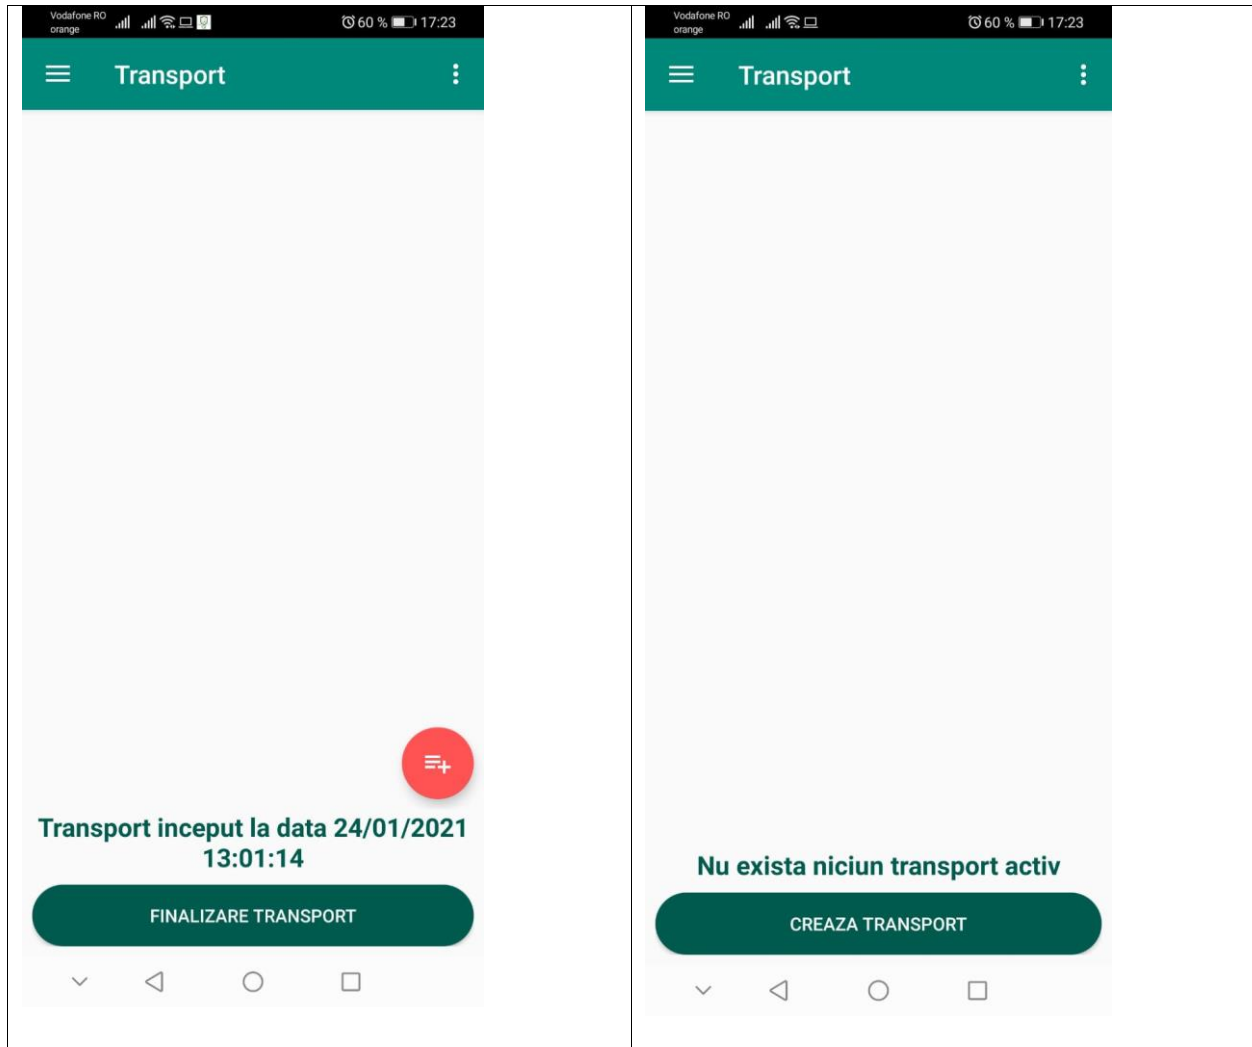 Vodafone RO
orange
60 % 17:23
Transport
Transport inceput la data 24/01/2021
13:01:14
FINALIZARE TRANSPORT
Vodafone RO
orange
60 % 17:23
Transport
Nu exista niciun transport activ
CREAZA TRANSPORT